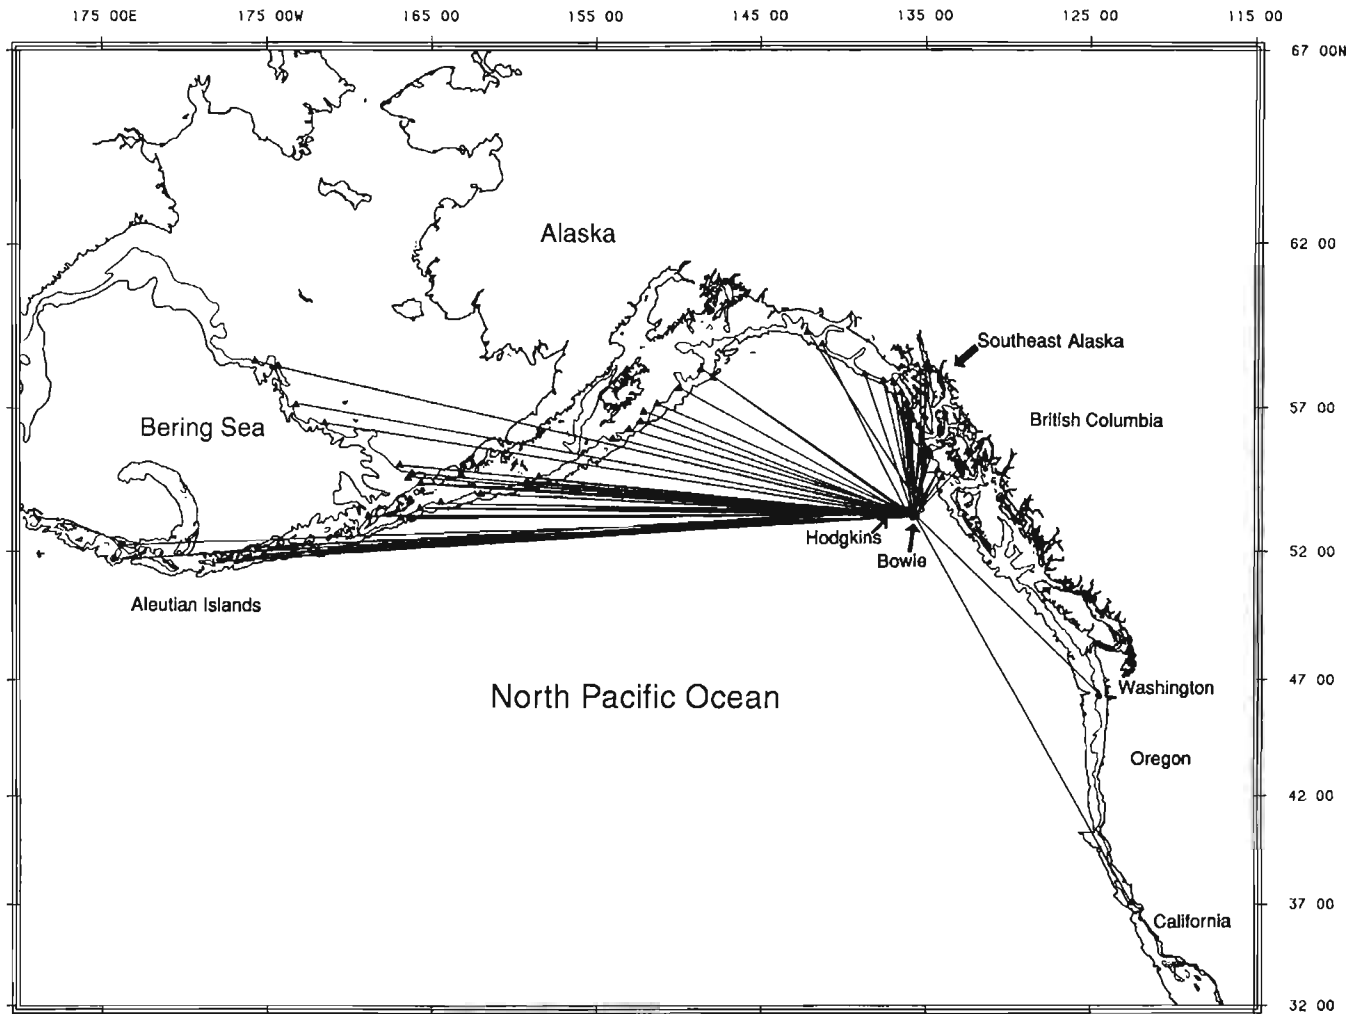 175 00E 175 00W 165 00 155 00 145 00 135 00 125 00 115 00
67 00N
Alaska
62 00
Southeast Alaska
57 00
British Columbia
Bering Sea
Hodgkins
52 00
Bowie
Aleutian Islands
47 00
Washington
North Pacific Ocean
Oregon
42 00
37 00
California
32 00